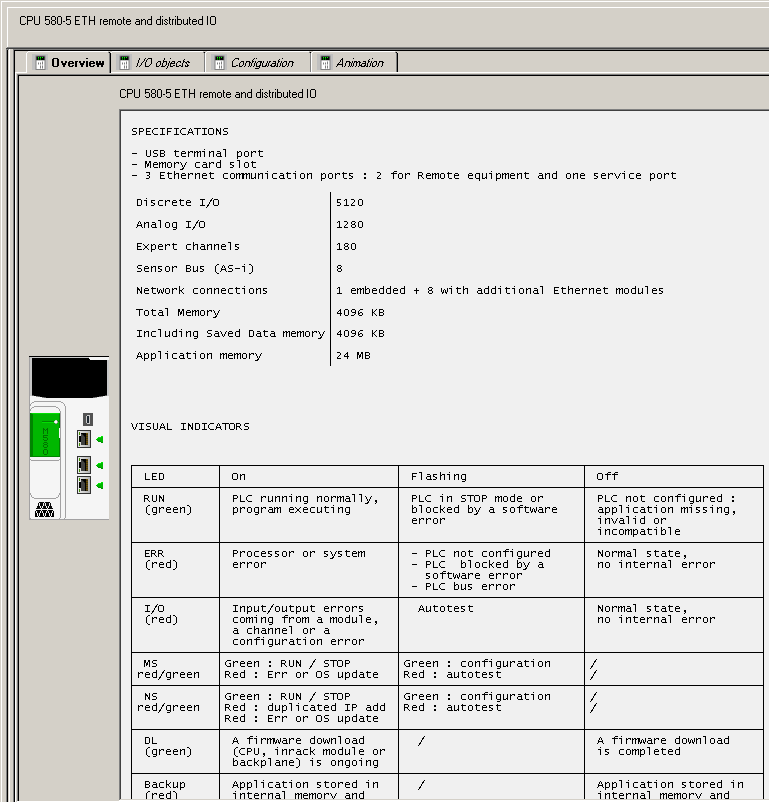 CPU 580-5 ETH remote and distributed IO
Overview
I/O objects
Configuration
Animation
CPU 580-5 ETH remote and distributed IO
SPECIFICATIONS
- USB terminal port
- Memory card slot
- 3 Ethernet communication ports : 2 for Remote equipment and one service port
Discrete I/O 5120
Analog I/O 1280
Expert channels 180
Sensor Bus (AS-i) 8
Network connections 1 embedded + 8 with additional Ethernet modules
Total Memory 4096 KB
Including Saved Data memory 4096 KB
Application memory 24 MB
VISUAL INDICATORS
LED On Flashing Off
RUN PLC running normally, PLC in STOP mode or PLC not configured :
(green) program executing blocked by a software application missing,
error invalid or
incompatible
ERR Processor or system - PLC not configured Normal state,
(red) error - PLC blocked by a no internal error
software error
- PLC bus error
I/O Input/output errors Autotest Normal state,
(red) coming from a module, no internal error
a channel or a
configuration error
MS Green : RUN / STOP Green : configuration /
red/green Red : Err or OS update Red : autotest /
NS Green : RUN / STOP Green : configuration /
red/green Red : duplicated IP add Red : autotest /
Red : Err or OS update
DL A firmware download / A firmware download
(green) (CPU, inrack module or is completed
backplane) is ongoing
Backup Application stored in / Application stored in
(red) internal memory and internal memory and